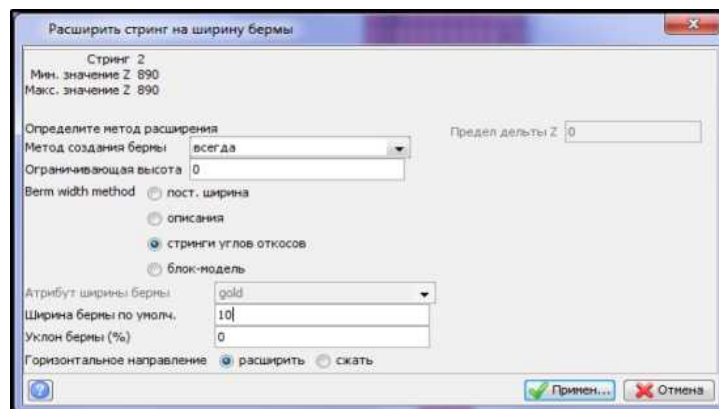 Расширить стринг на ширину бермы
Стринг 2
Мин. значение Z 890
Макс. значение Z 890
Определите метод расширения
Предел дельты Z 0
Метод создания бермы всегда
Ограничивающая высота 0
Berm width method пост. ширина
описания
стринги углов откосов
блок-модель
Атрибут ширины бермы gold
Ширина бермы по умолч. 10
Уклон бермы (%) 0
Горизонтальное направление расширить сжать
Примен... Отмена